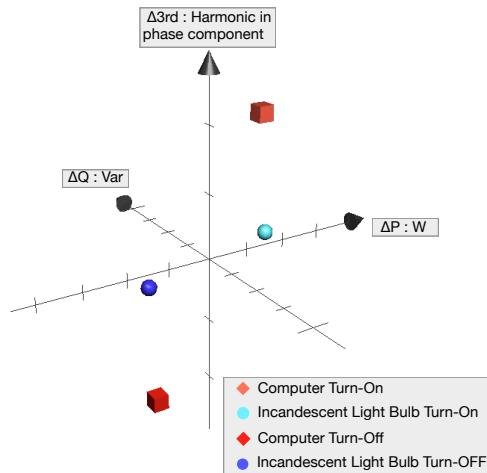 Δ3rd : Harmonic in
phase component
ΔQ : Var
ΔP : W
Computer Turn-On
Incandescent Light Bulb Turn-On
Computer Turn-Off
Incandescent Light Bulb Turn-OFF